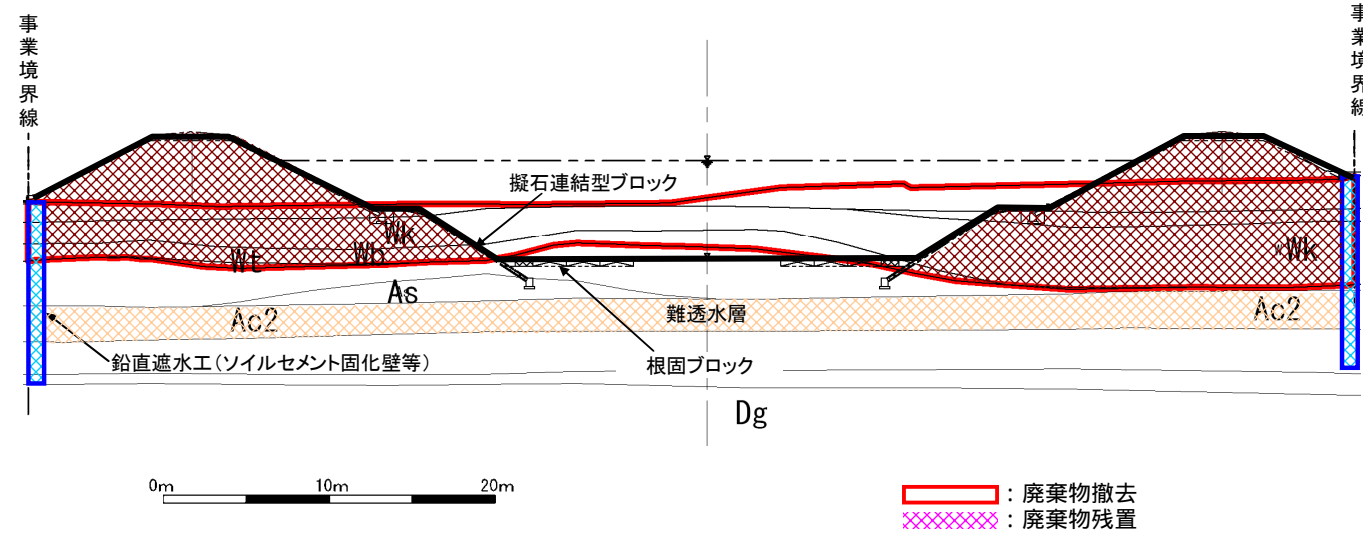 事業境界線
事業境界線
擬石連結型ブロック
Wk
Wb
Wt
Wk
As
Ac2
難透水層
Ac2
鉛直遮水工(ソイルセメント固化壁等)
根固ブロック
Dg
0m 10m 20m
:廃棄物撤去
:廃棄物残置